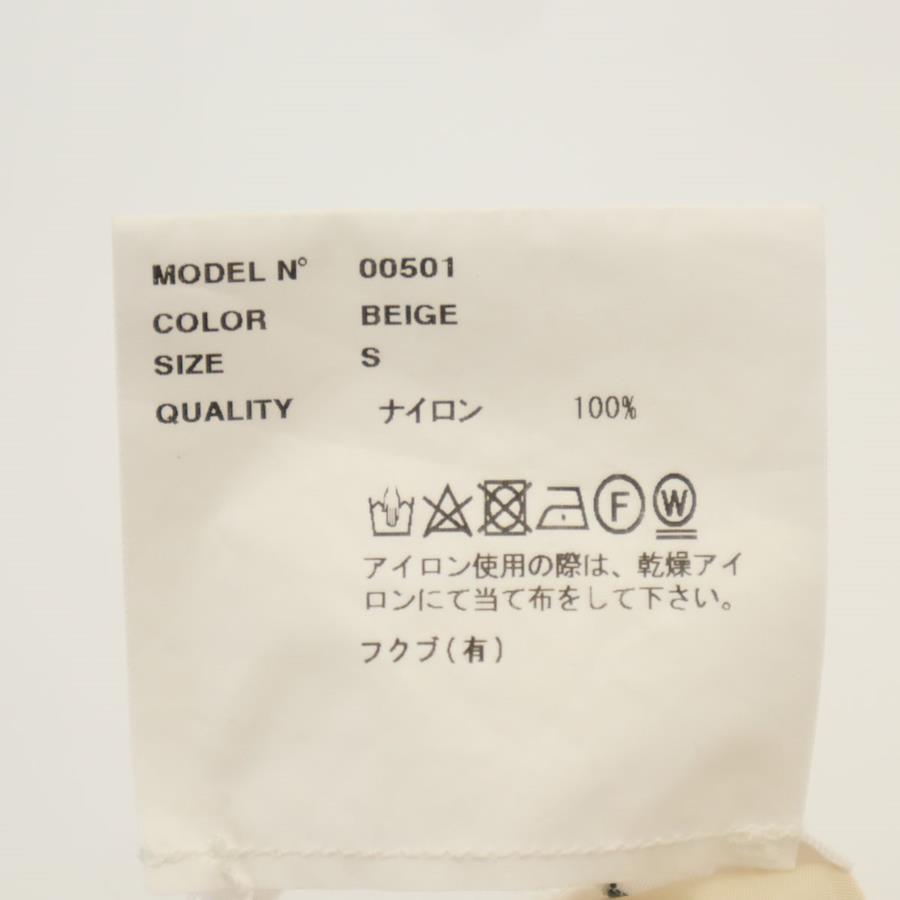 MODEL N° 00501
COLOR BEIGE
SIZE S
QUALITY ナイロン 100%
F W
アイロン使用の際は、乾燥アイ
ロンにて当て布をして下さい。
フクブ(有)